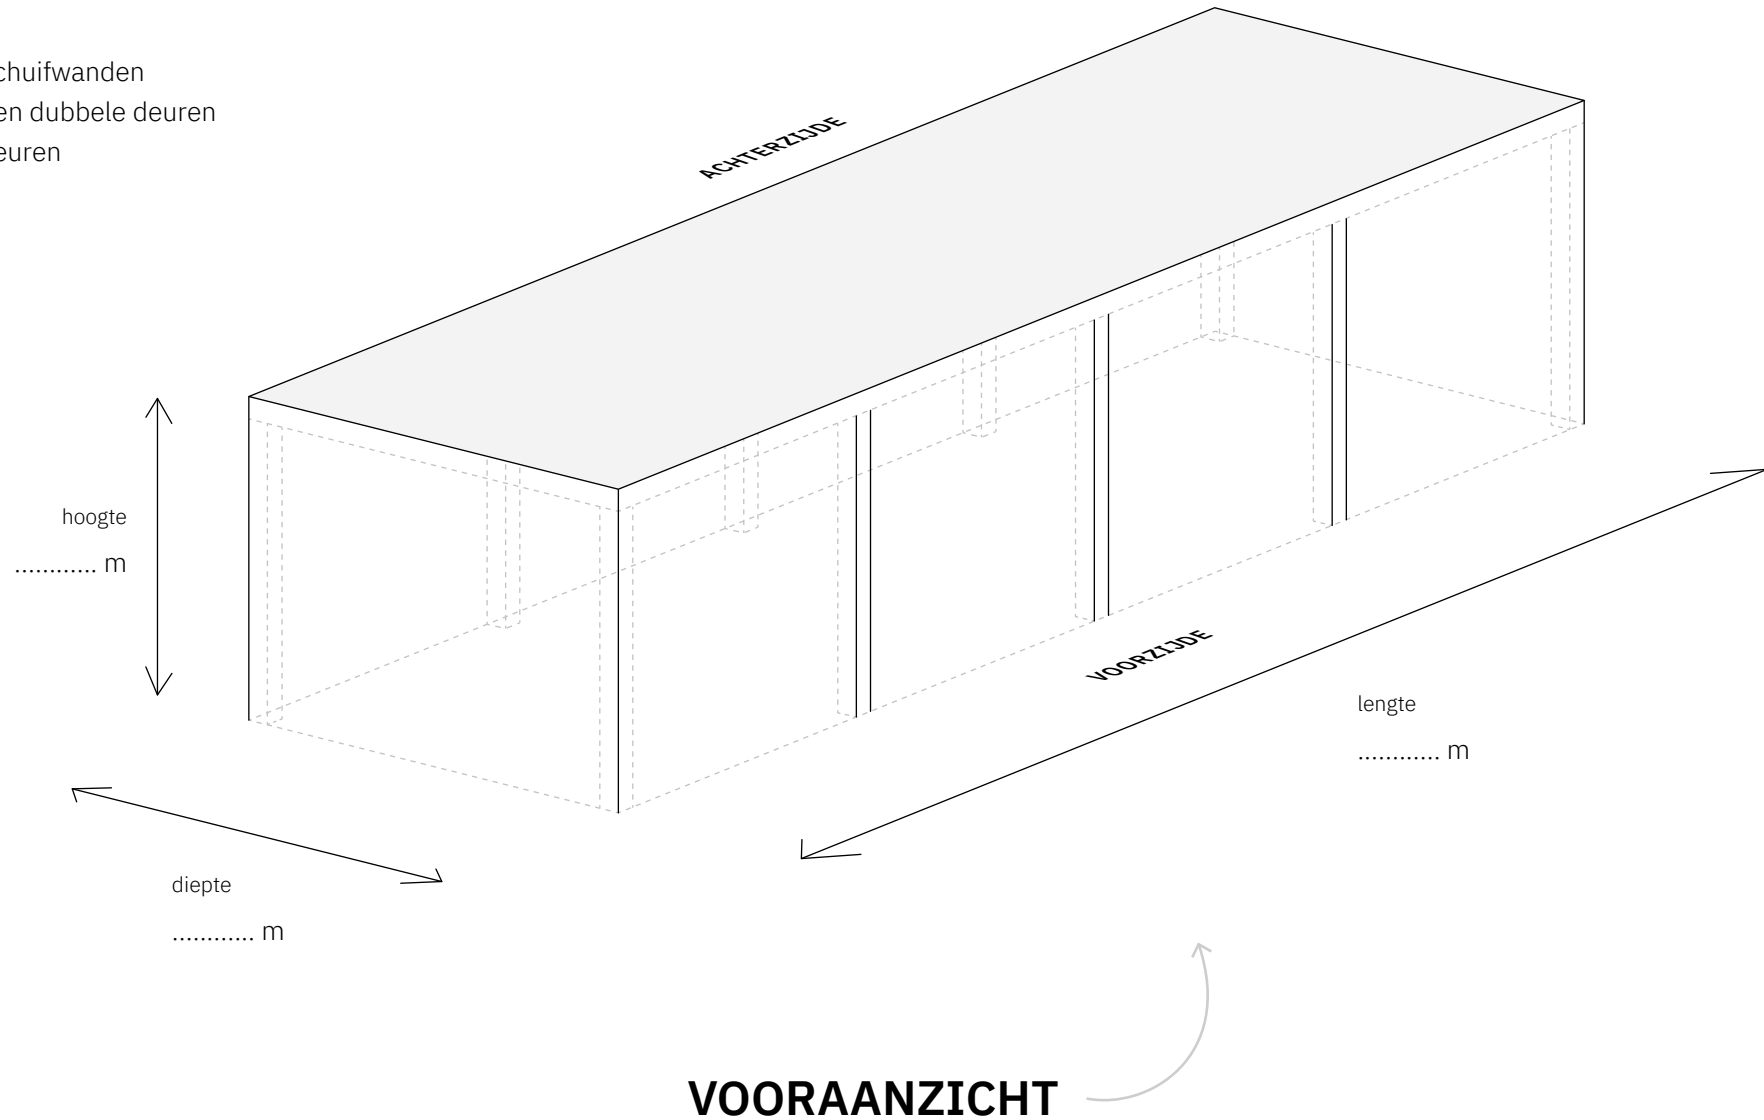 chuifwanden
en dubbele deuren
euren
ACHTERZIJDE
hoogte
............ m
VOORZIJDE
lengte
............ m
diepte
............ m
VOORAANZICHT